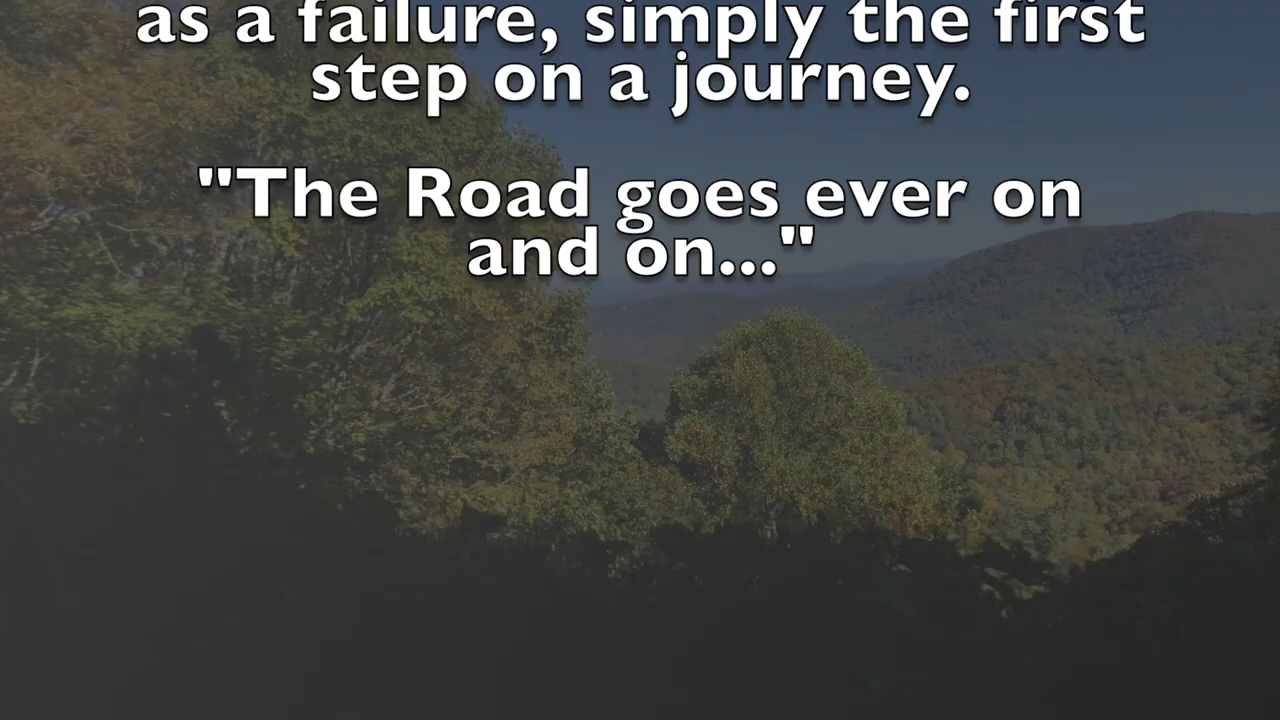 as a failure, simply the first
step on a journey.
"The Road goes ever on
and on..."